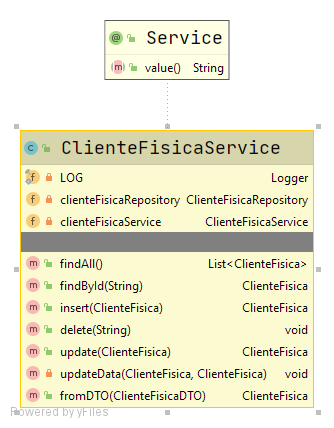 @ Service
m value() String
C ClienteFisicaService
f LOG Logger
f clienteFisicaRepository ClienteFisicaRepository
f clienteFisicaService ClienteFisicaService
m findAll() List<ClienteFisica>
m findById(String) ClienteFisica
m insert(ClienteFisica) ClienteFisica
m delete(String) void
m update(ClienteFisica) ClienteFisica
m updateData(ClienteFisica, ClienteFisica) void
m fromDTO(ClienteFisicaDTO) ClienteFisica
Powered by yFiles